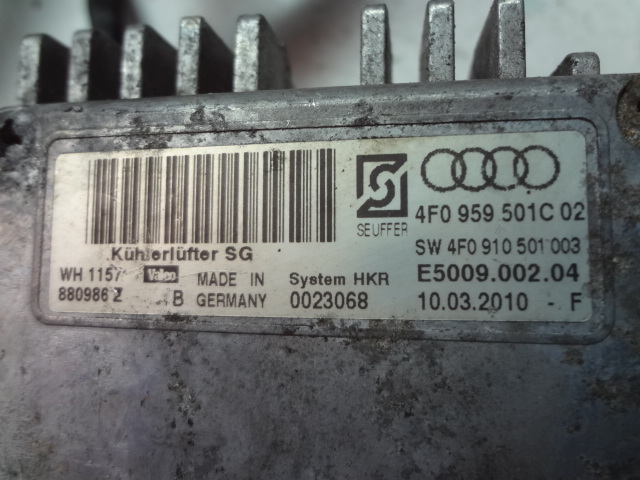 SEUFFER
4F0 959 501C 02
Kühlerlüfter SG
SW 4F0 910 501 003
WH 1157 Valeo MADE IN System HKR E5009.002.04
880986 B GERMANY 0023068 10.03.2010 - F